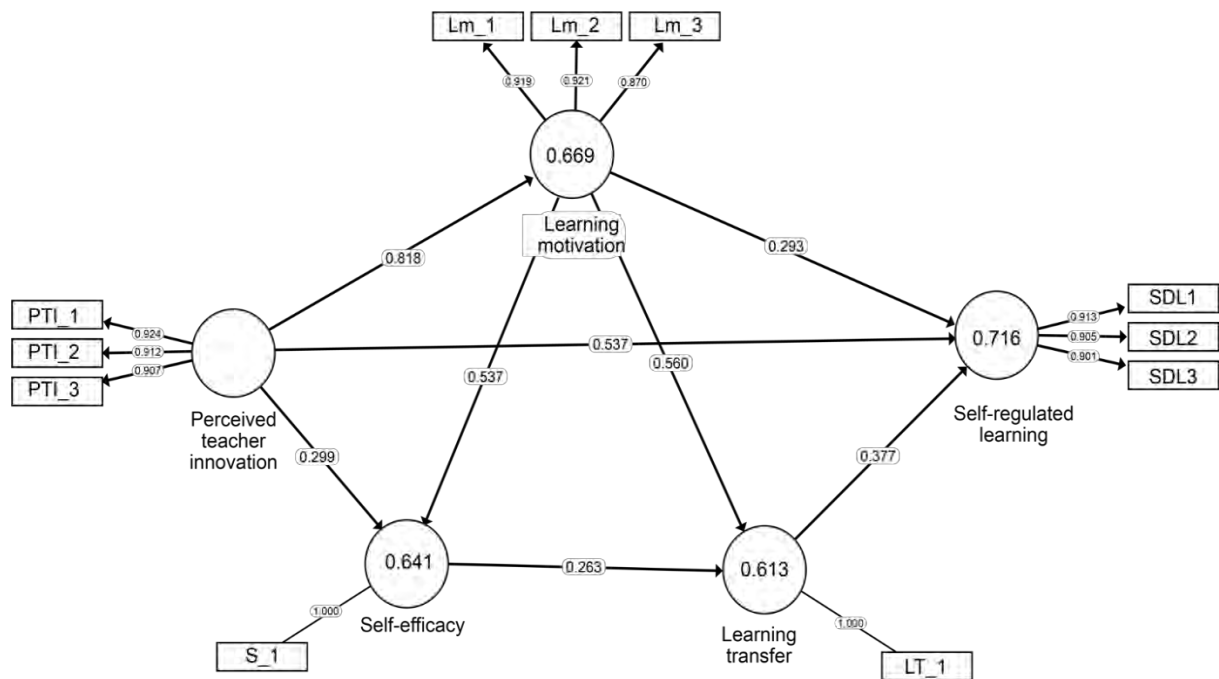 Lm_1 Lm_2 Lm_3
0.919 0.921 0.870
0.669
Learning
motivation
0.818
0.293
PTI_1
PTI_2
PTI_3
0.924
0.912
0.907
0.537
0.716
0.913
0.905
0.901
SDL1
SDL2
SDL3
Perceived
teacher
innovation
0.537
0.560
Self-regulated
learning
0.299
0.377
0.641
0.263
0.613
1.000
Self-efficacy
S_1
Learning
transfer
1.000
LT_1